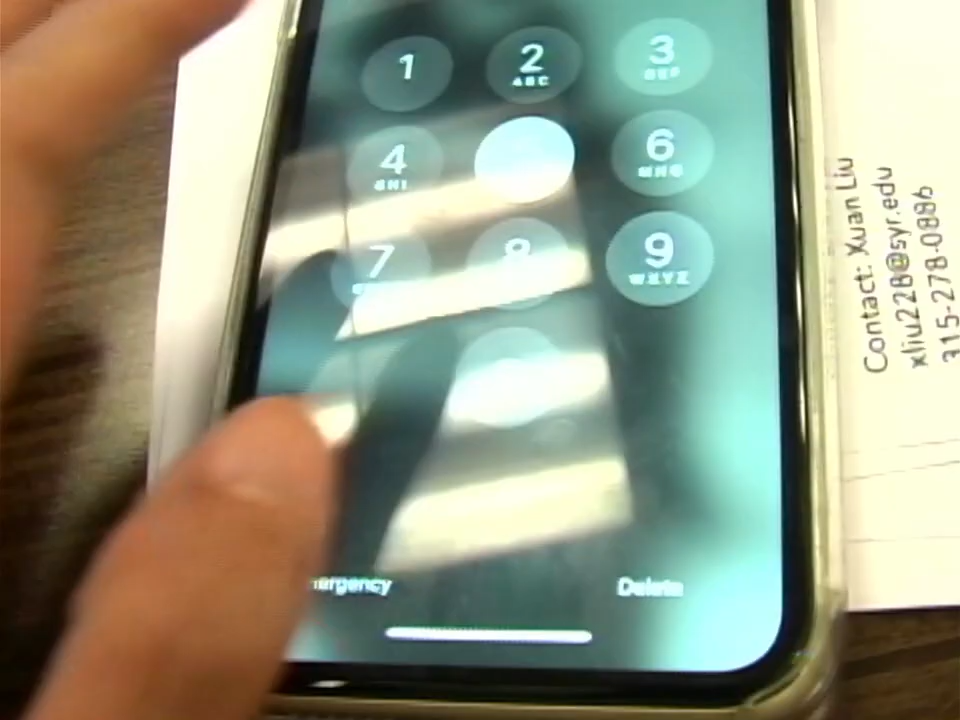 1
2
ABC
3
DEF
4
GHI
6
MNO
7
8
9
WXYZ
Delete
Contact: Xuan Liu
xliu228@syr.edu
315-278-0886